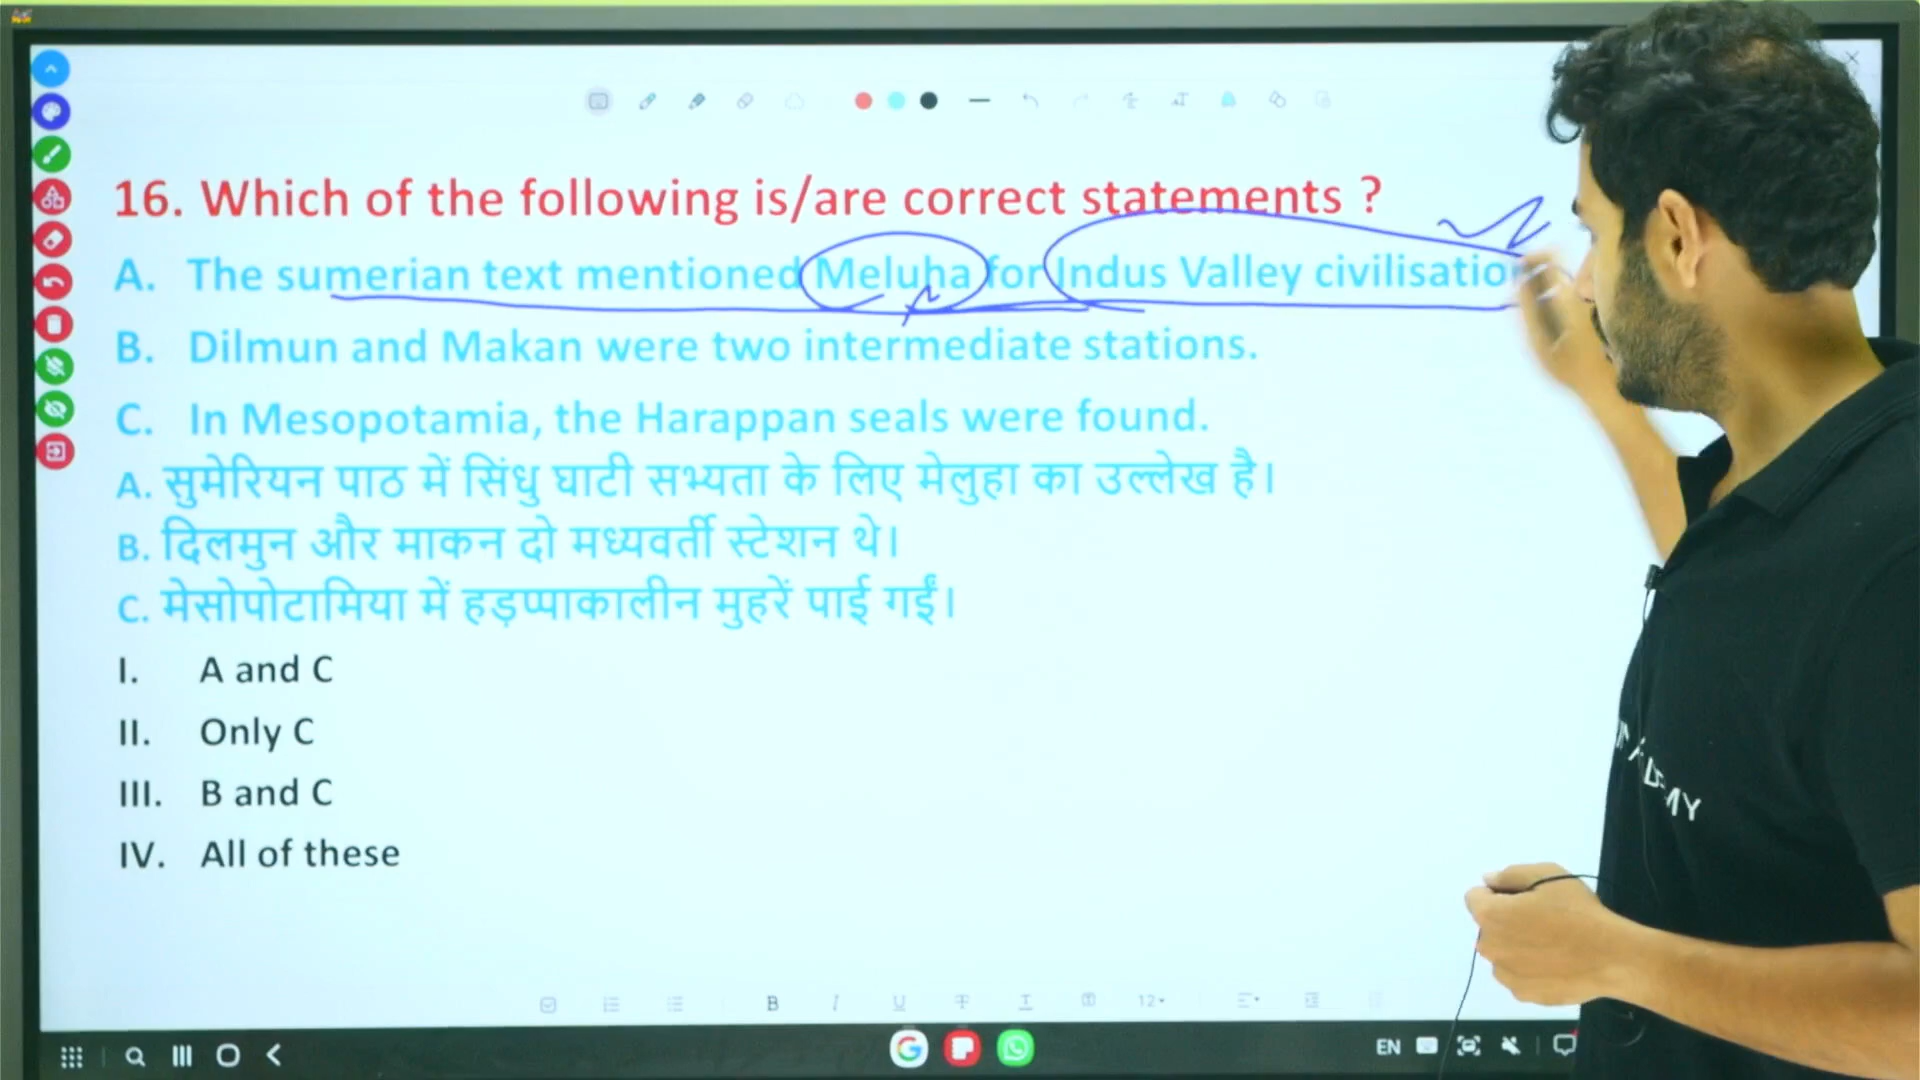 16. Which of the following is/are correct statements ?
A. The sumerian text mentioned Meluha for Indus Valley
B. Dilmun and Makan were two intermediate stations.
C. In Mesopotamia, the Harappan seals were found.
A. सुमेरियन पाठ में सिंधु घाटी सभ्यता के लिए मेलुहा का उल्लेख है।
B. दिलमुन और माकन दो मध्यवर्ती स्टेशन थे।
C. मेसोपोटामिया में हड़प्पाकालीन मुहरें पाई गईं।
I. A and C
II. Only C
III. B and C
IV. All of these
B I U T T 12
EN